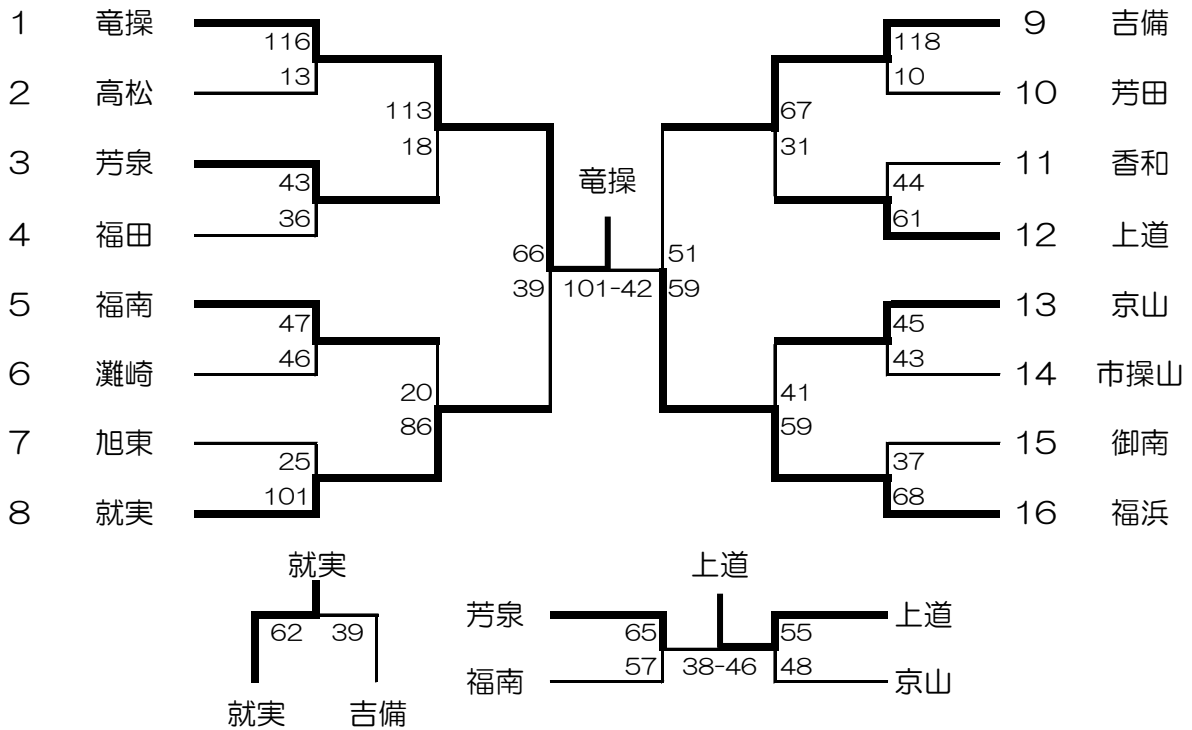 1 竜操 116 9 吉備 118
2 高松 13 10 芳田 10
113 67
18 31
3 芳泉 43 11 香和 44
竜操
4 福田 36 12 上道 61
66 51
39 101-42 59
5 福南 47 13 京山 45
6 灘崎 46 14 市操山 43
20 41
86 59
7 旭東 25 15 御南 37
8 就実 101 16 福浜 68
就実
62 39
就実 吉備
上道
芳泉 65 55 上道
福南 57 38-46 48 京山